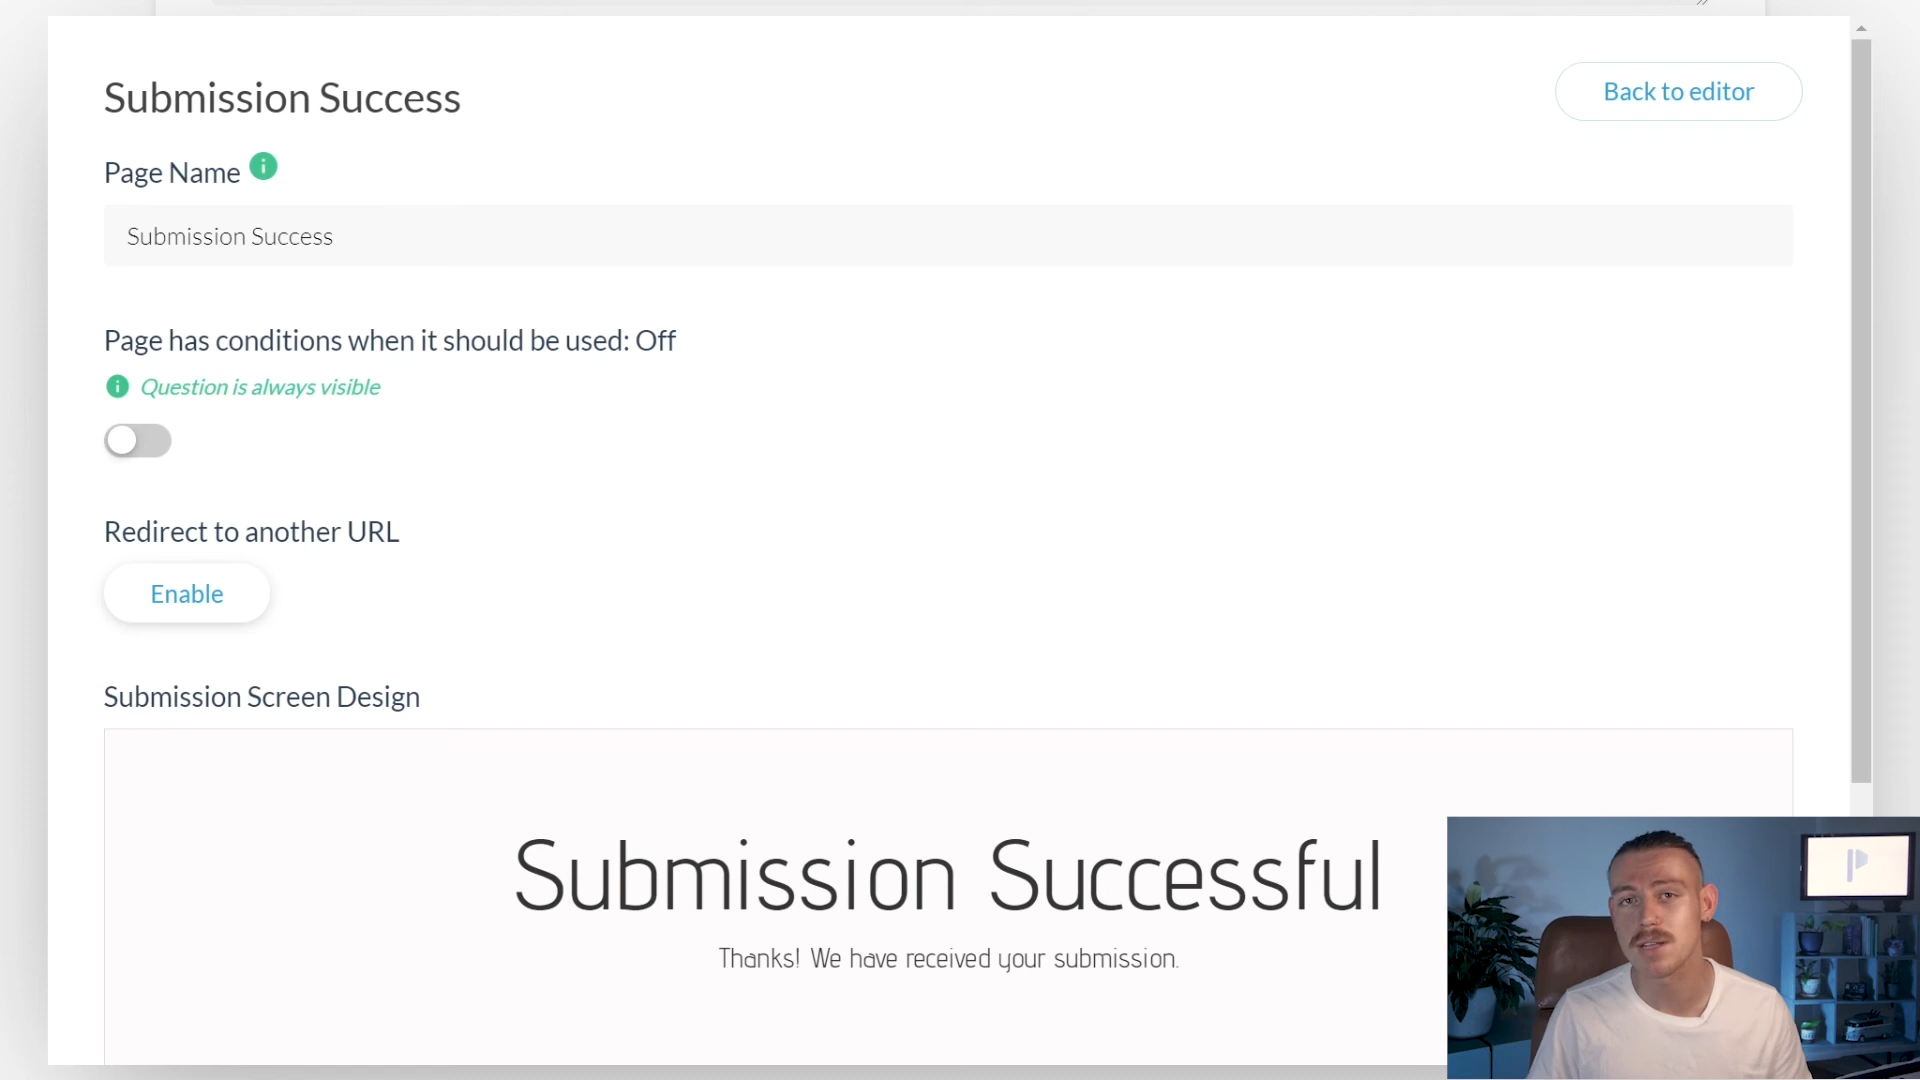 Submission Success
Back to editor
Page Name
Submission Success
Page has conditions when it should be used: Off
Question is always visible
Redirect to another URL
Enable
Submission Screen Design
Submission Successful
Thanks! We have received your submission.